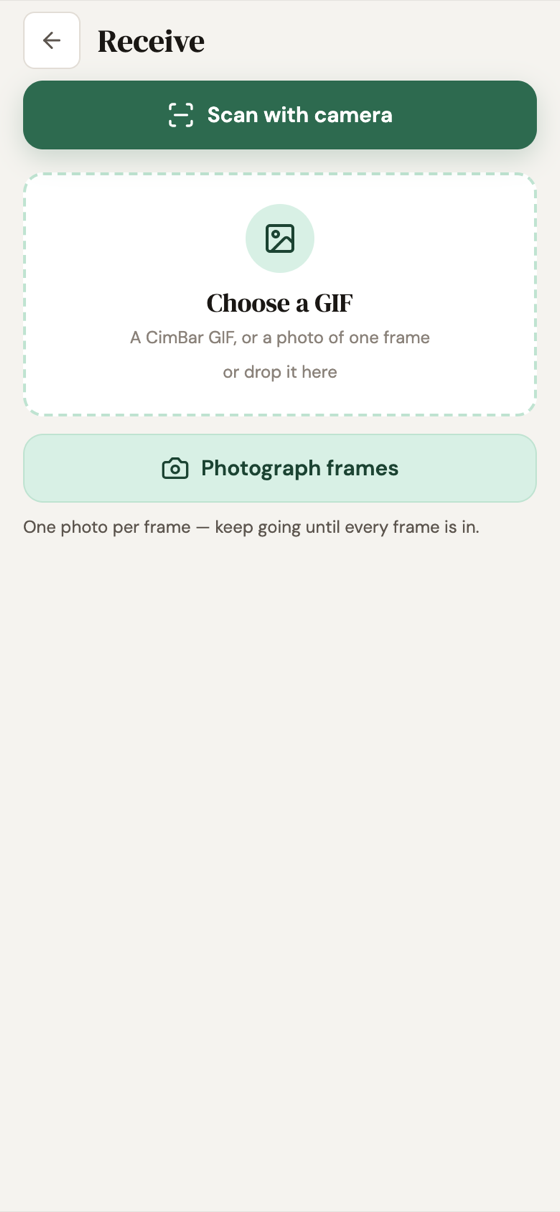 Receive
Scan with camera
Choose a GIF
A CimBar GIF, or a photo of one frame
or drop it here
Photograph frames
One photo per frame — keep going until every frame is in.